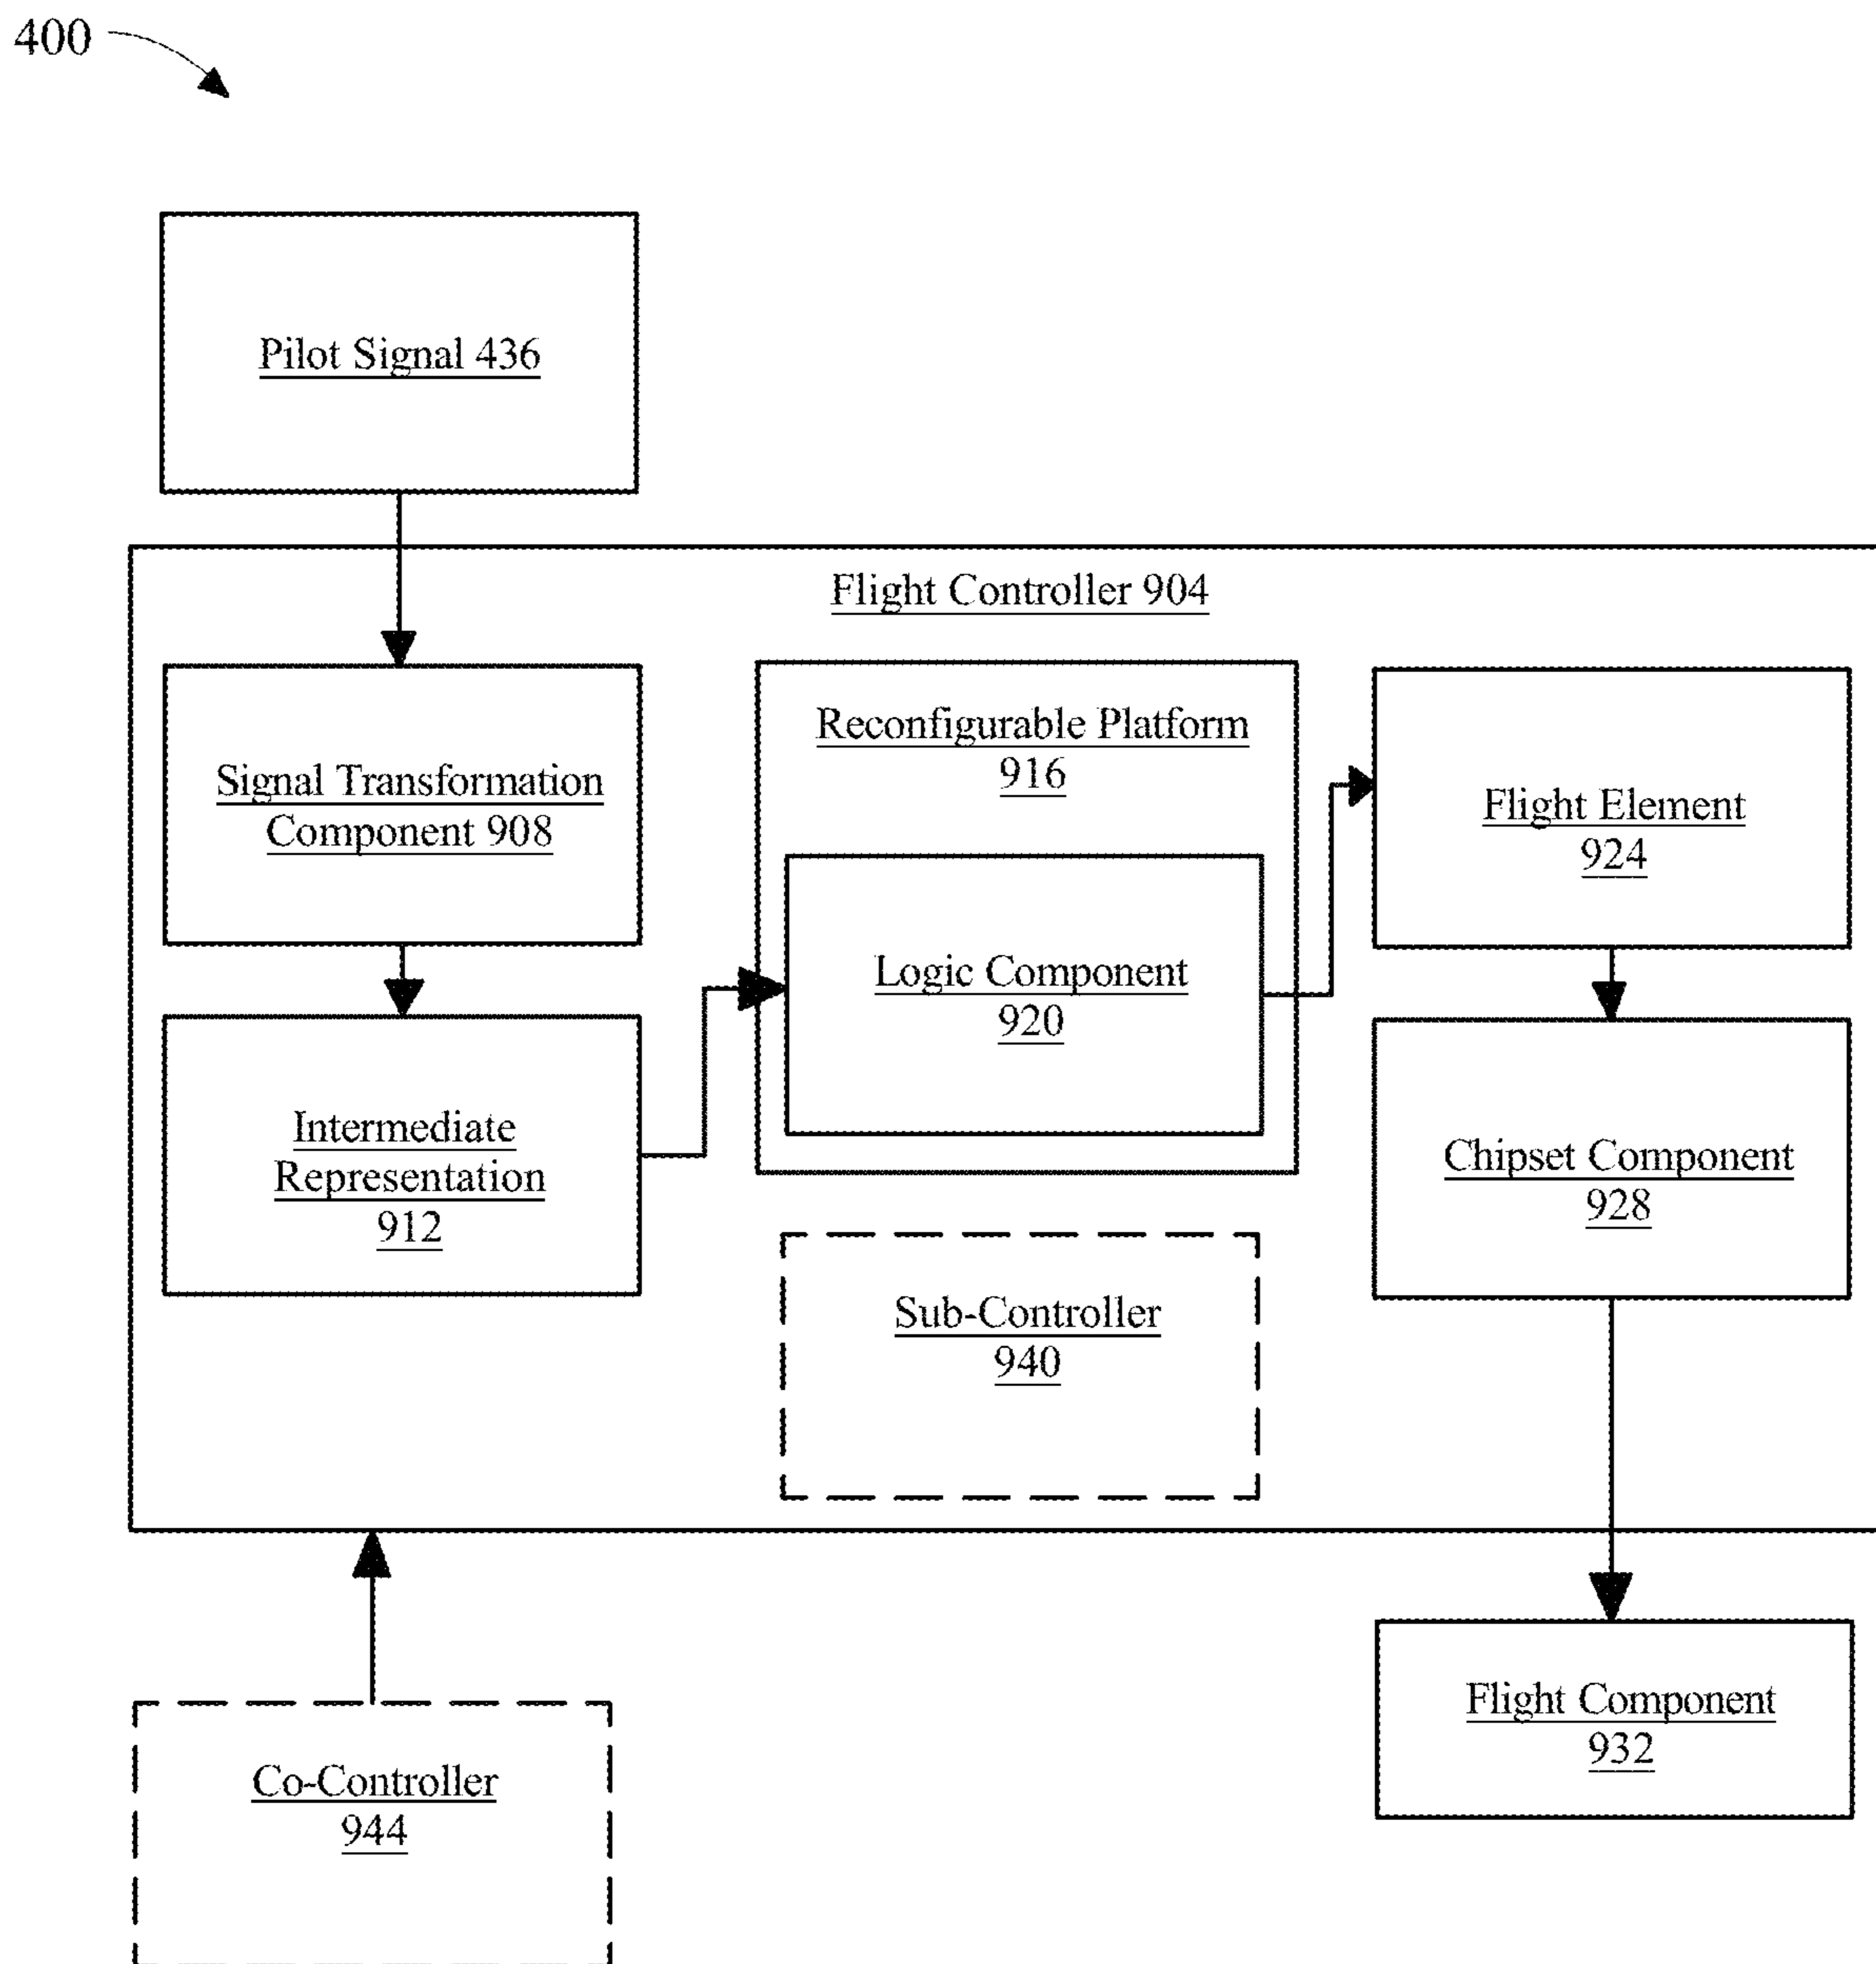 400
Pilot Signal 436
Flight Controller 904
Signal Transformation
Component 908
Reconfigurable Platform
916
Flight Element
924
Logic Component
920
Intermediate
Representation
912
Chipset Component
928
Sub-Controller
940
Flight Component
932
Co-Controller
944